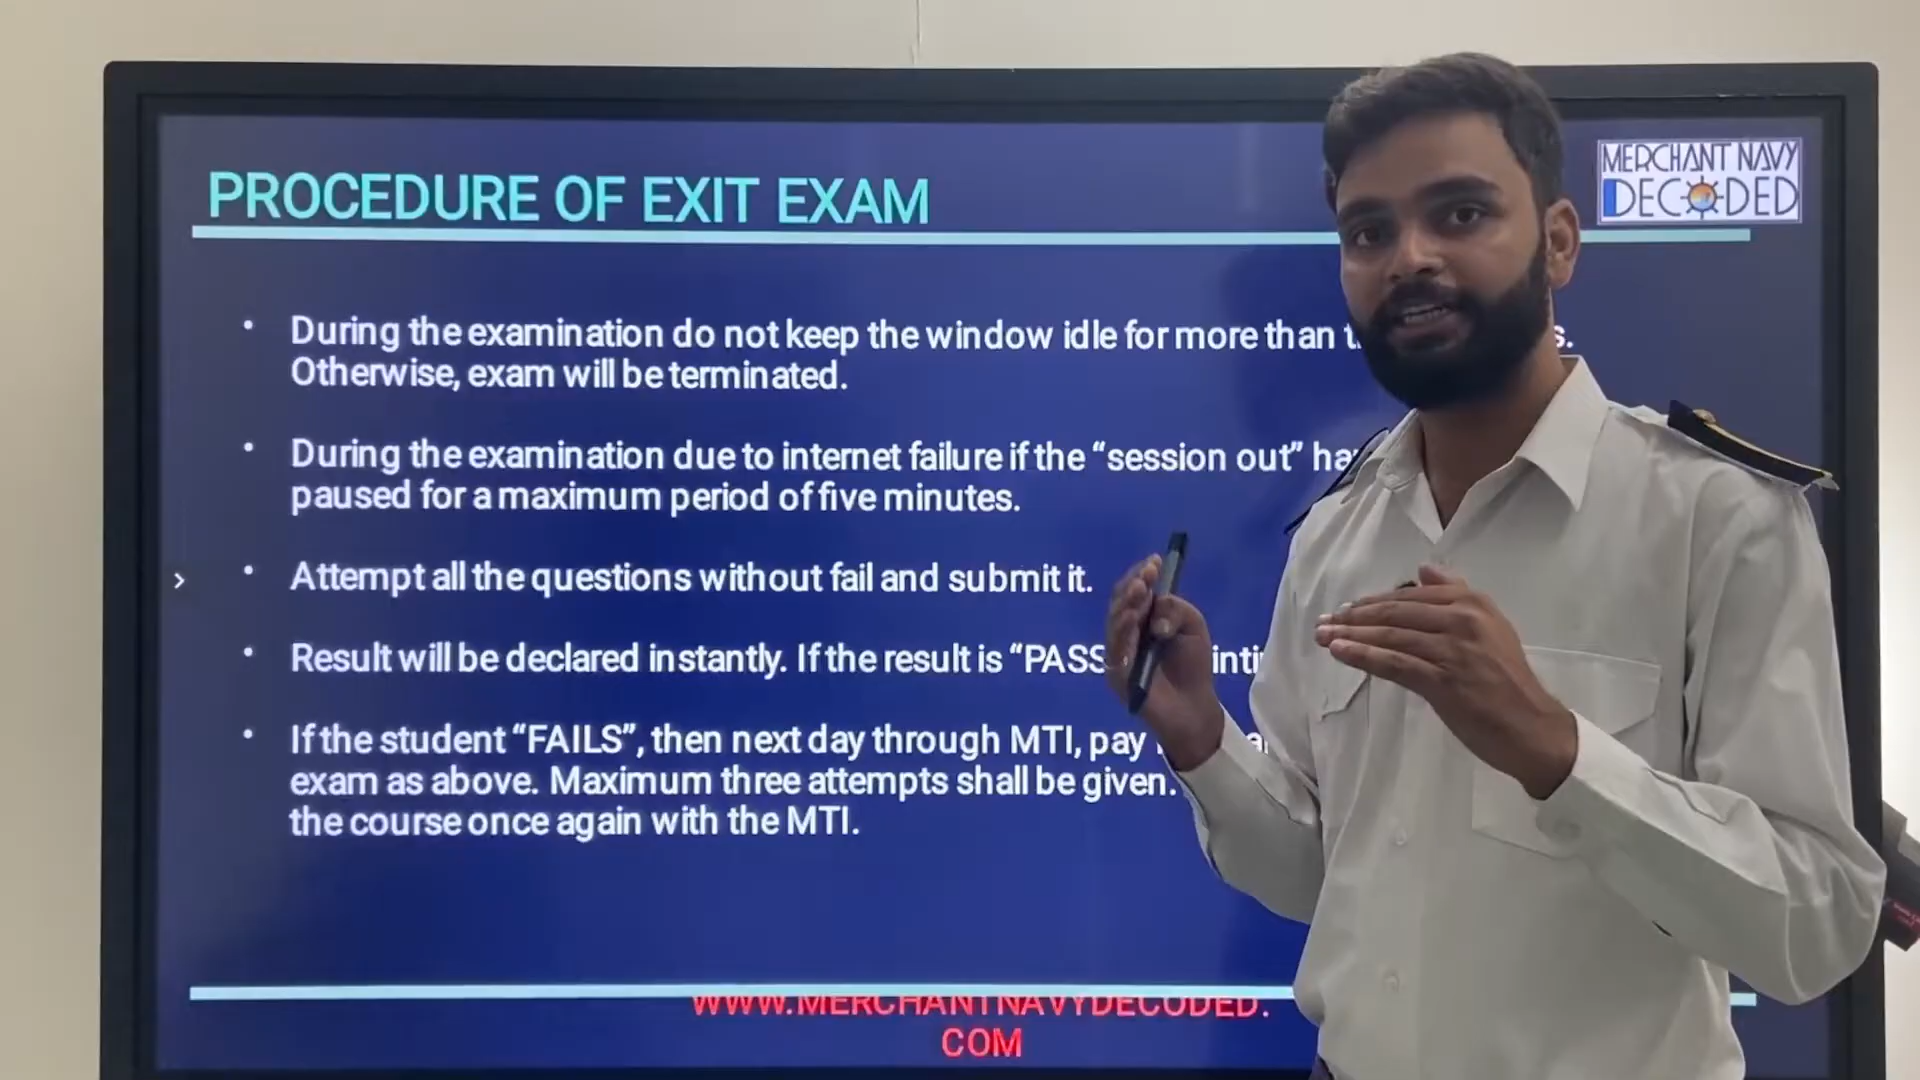 PROCEDURE OF EXIT EXAM
MERCHANT NAVY
DECODED
• During the examination do not keep the window idle for more than
Otherwise, exam will be terminated.
• During the examination due to internet failure if the “session out”
paused for a maximum period of five minutes.
• Attempt all the questions without fail and submit it.
• Result will be declared instantly. If the result is “PASS
• If the student “FAILS”, then next day through MTI, pay
exam as above. Maximum three attempts shall be given.
the course once again with the MTI.
WWW.MERCHANTNAVYDECODED.
COM